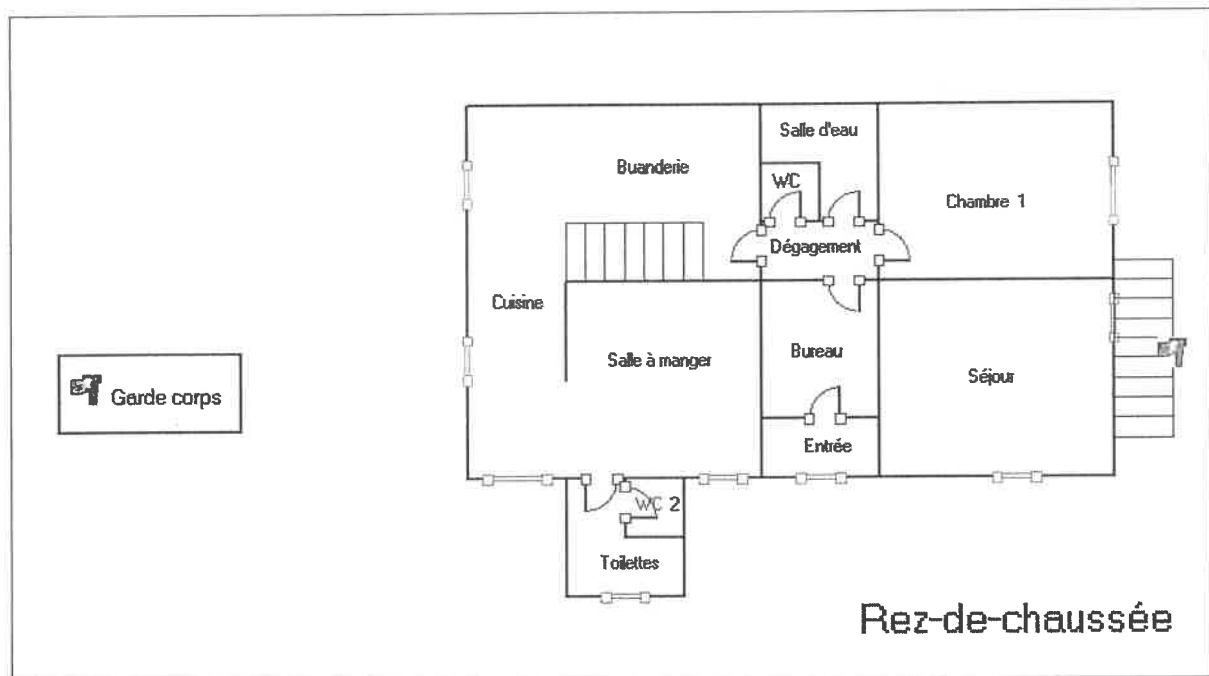 Salle d'eau
Buanderie
WC
Chambre 1
Dégagement
Cuisine
Salle à manger
Bureau
Séjour
Garde corps
Entrée
WC 2
Toilettes
Rez-de-chaussée